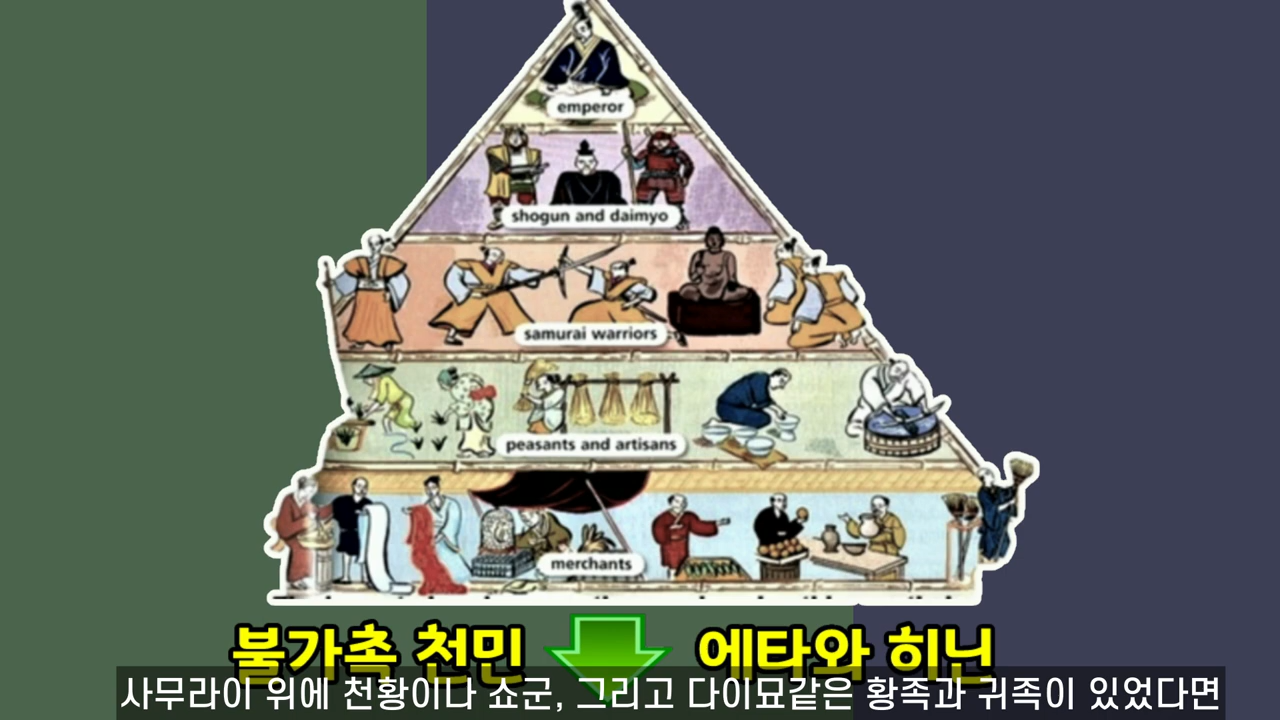 emperor
shogun and daimyo
samurai warriors
peasants and artisans
merchants
불가촉 천민 에타와 히닌
사무라이 위에 천황이나 쇼군, 그리고 다이묘같은 황족과 귀족이 있었다면